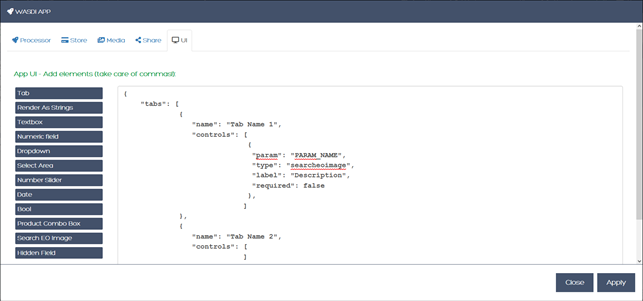 WASDI APP
Processor Store Media Share UI
App UI - Add elements (take care of commas!)
Tab
Render As Strings
Textbox
Numeric field
Dropdown
Select Area
Number Slider
Date
Bool
Product Combo Box
Search EO Image
Hidden Field
{
"tabs": [
{
"name": "Tab Name 1",
"controls": [
{
"param": "PARAM_NAME",
"type": "searcheoimage",
"label": "Description",
"required": false
},
]
},
{
"name": "Tab Name 2",
"controls": [
]
Close Apply